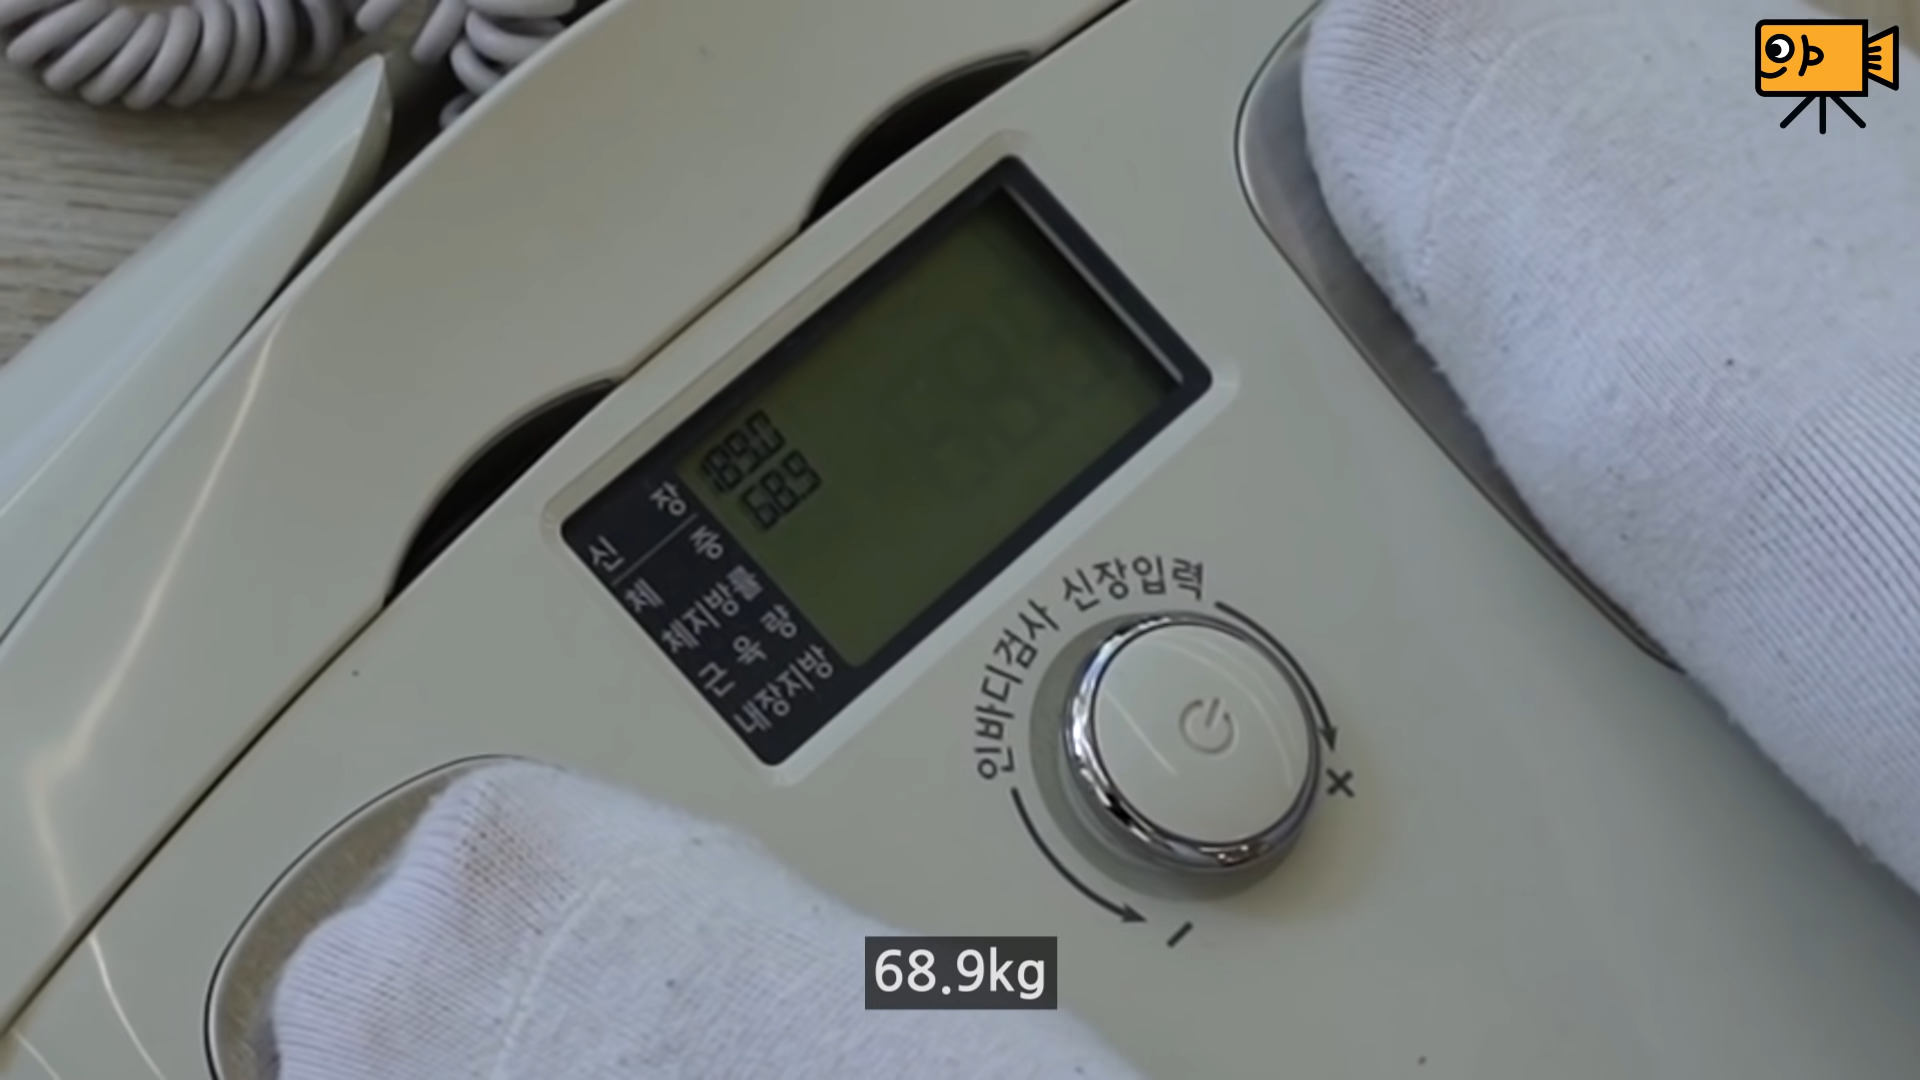 189.0
68.9
신 장
체 중
체지방률
근 육 량
내장지방
인바디검사 신장입력
68.9kg